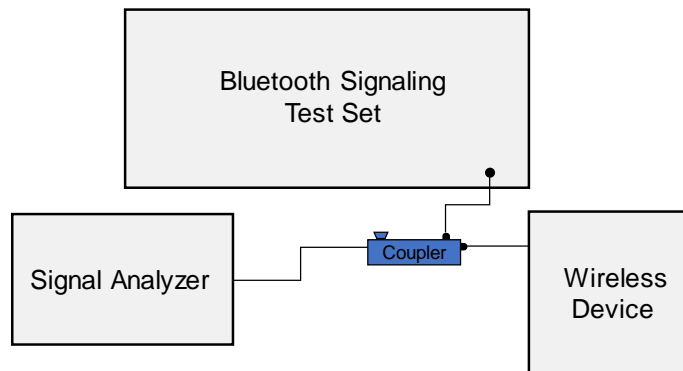 Bluetooth Signaling
Test Set
Signal Analyzer
Coupler
Wireless
Device